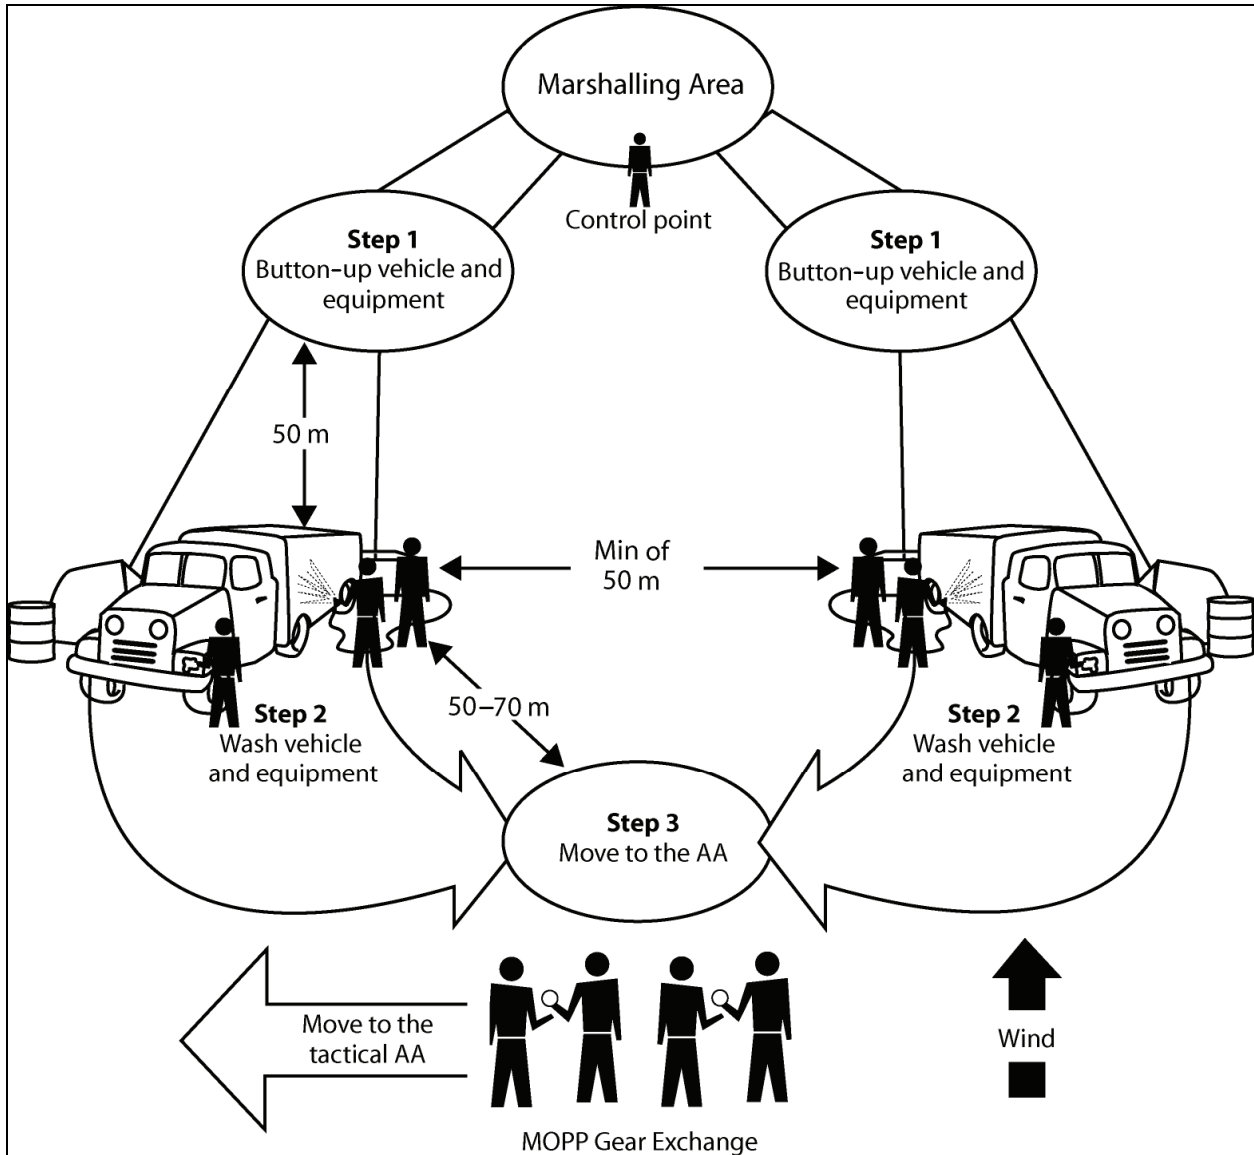 Marshalling Area
Control point
Step 1
Button-up vehicle and
equipment
Step 1
Button-up vehicle and
equipment
50 m
Min of
50 m
50–70 m
Step 2
Wash vehicle
and equipment
Step 2
Wash vehicle
and equipment
Step 3
Move to the AA
Move to the
tactical AA
Wind
MOPP Gear Exchange